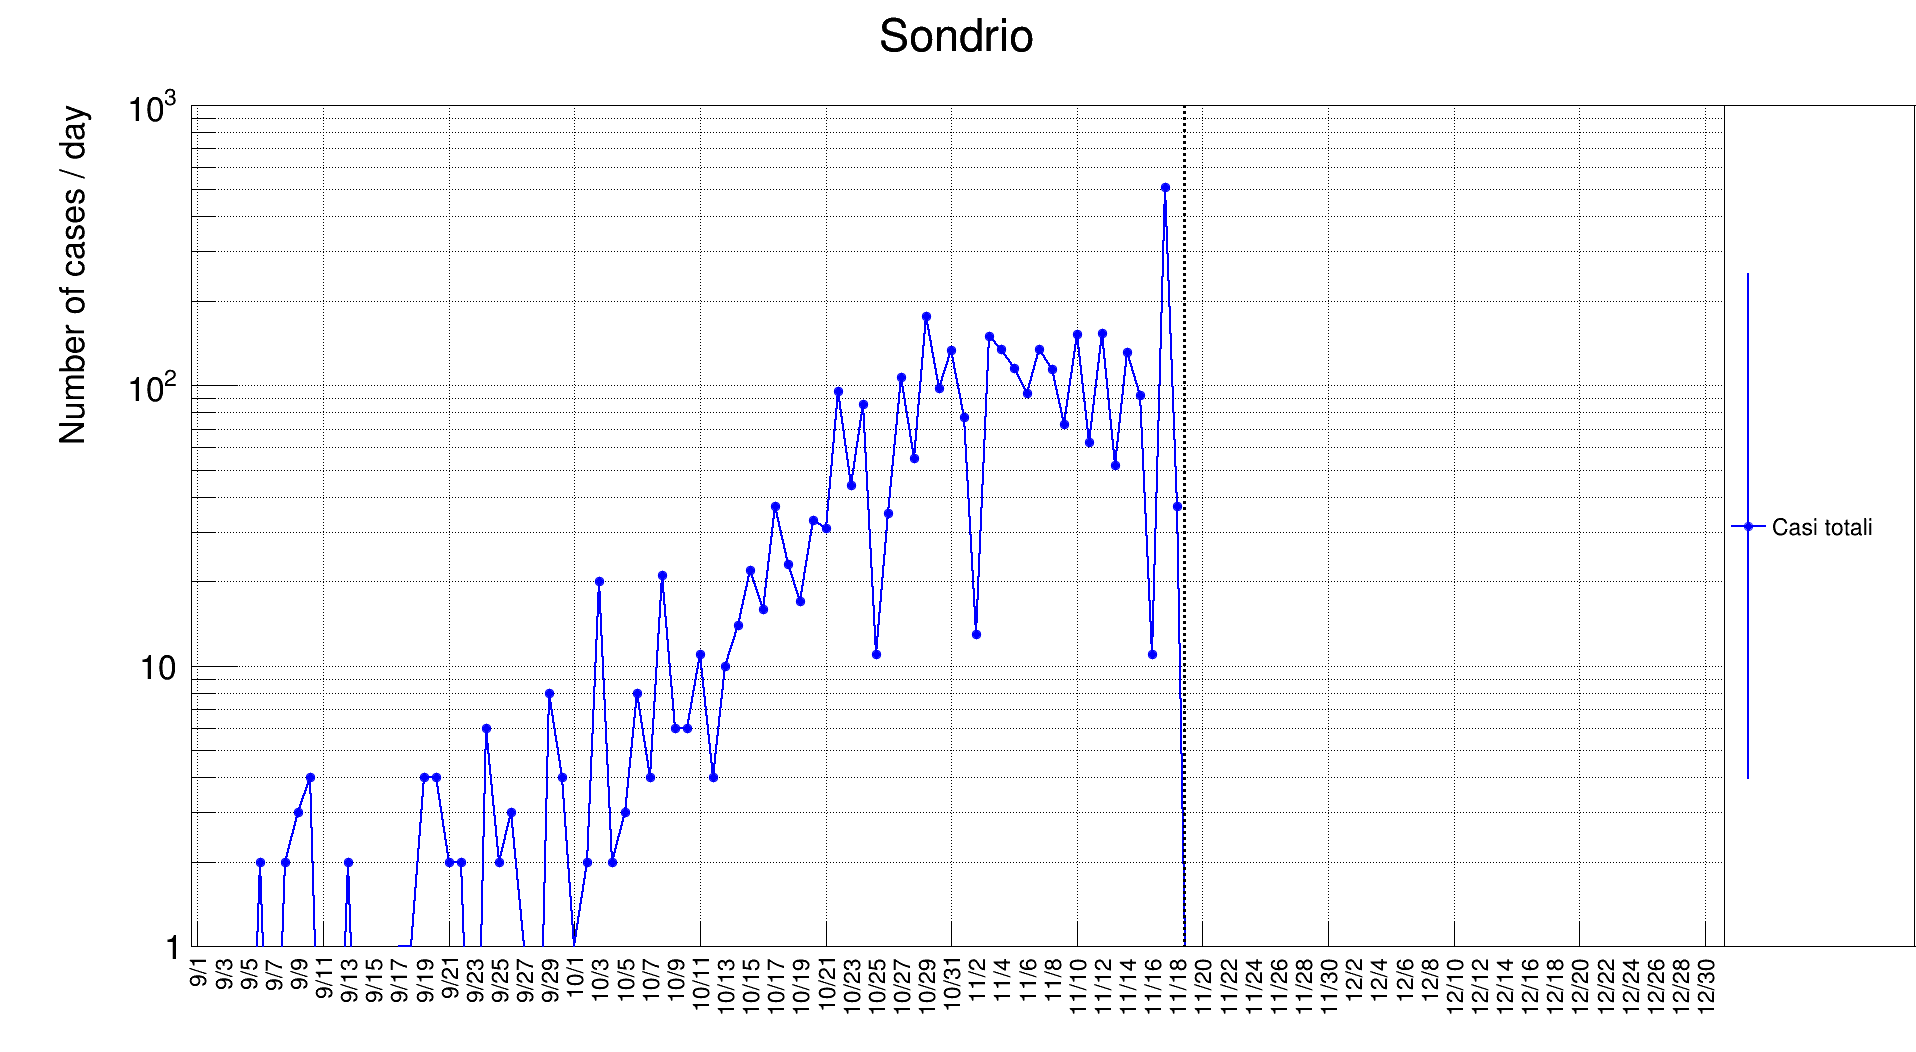 Sondrio
Number of cases / day
10³
10²
10
1
9/1 9/3 9/5 9/7 9/9 9/11 9/13 9/15 9/17 9/19 9/21 9/23 9/25 9/27 9/29 10/1 10/3 10/5 10/7 10/9 10/11 10/13 10/15 10/17 10/19 10/21 10/23 10/25 10/27 10/29 10/31 11/2 11/4 11/6 11/8 11/10 11/12 11/14 11/16 11/18 11/20 11/22 11/24 11/26 11/28 11/30 12/2 12/4 12/6 12/8 12/10 12/12 12/14 12/16 12/18 12/20 12/22 12/24 12/26 12/28 12/30
Casi totali